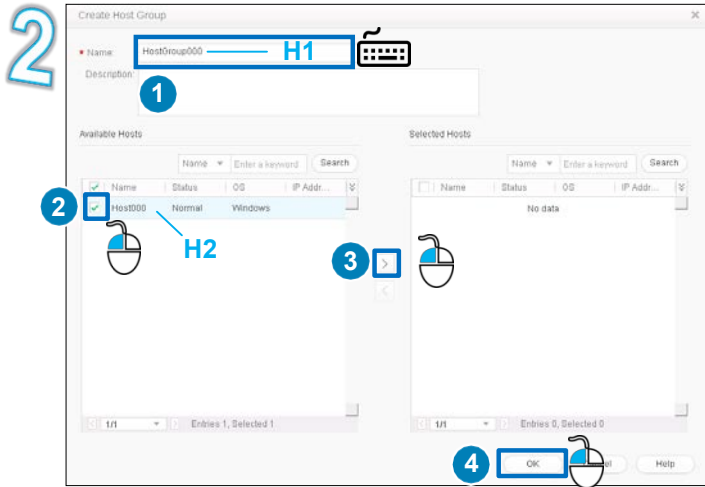 2
Create Host Group
* Name: HostGroup000 H1
Description:
1
Available Hosts Selected Hosts
Name Enter a keyword Search Name Enter a keyword Search
Name Status OS IP Addr... Name Status OS IP Addr...
2 Host000 Normal Windows No data
H2
3 >
<
1/1 Entries 1, Selected 1 1/1 Entries 0, Selected 0
4 OK Help